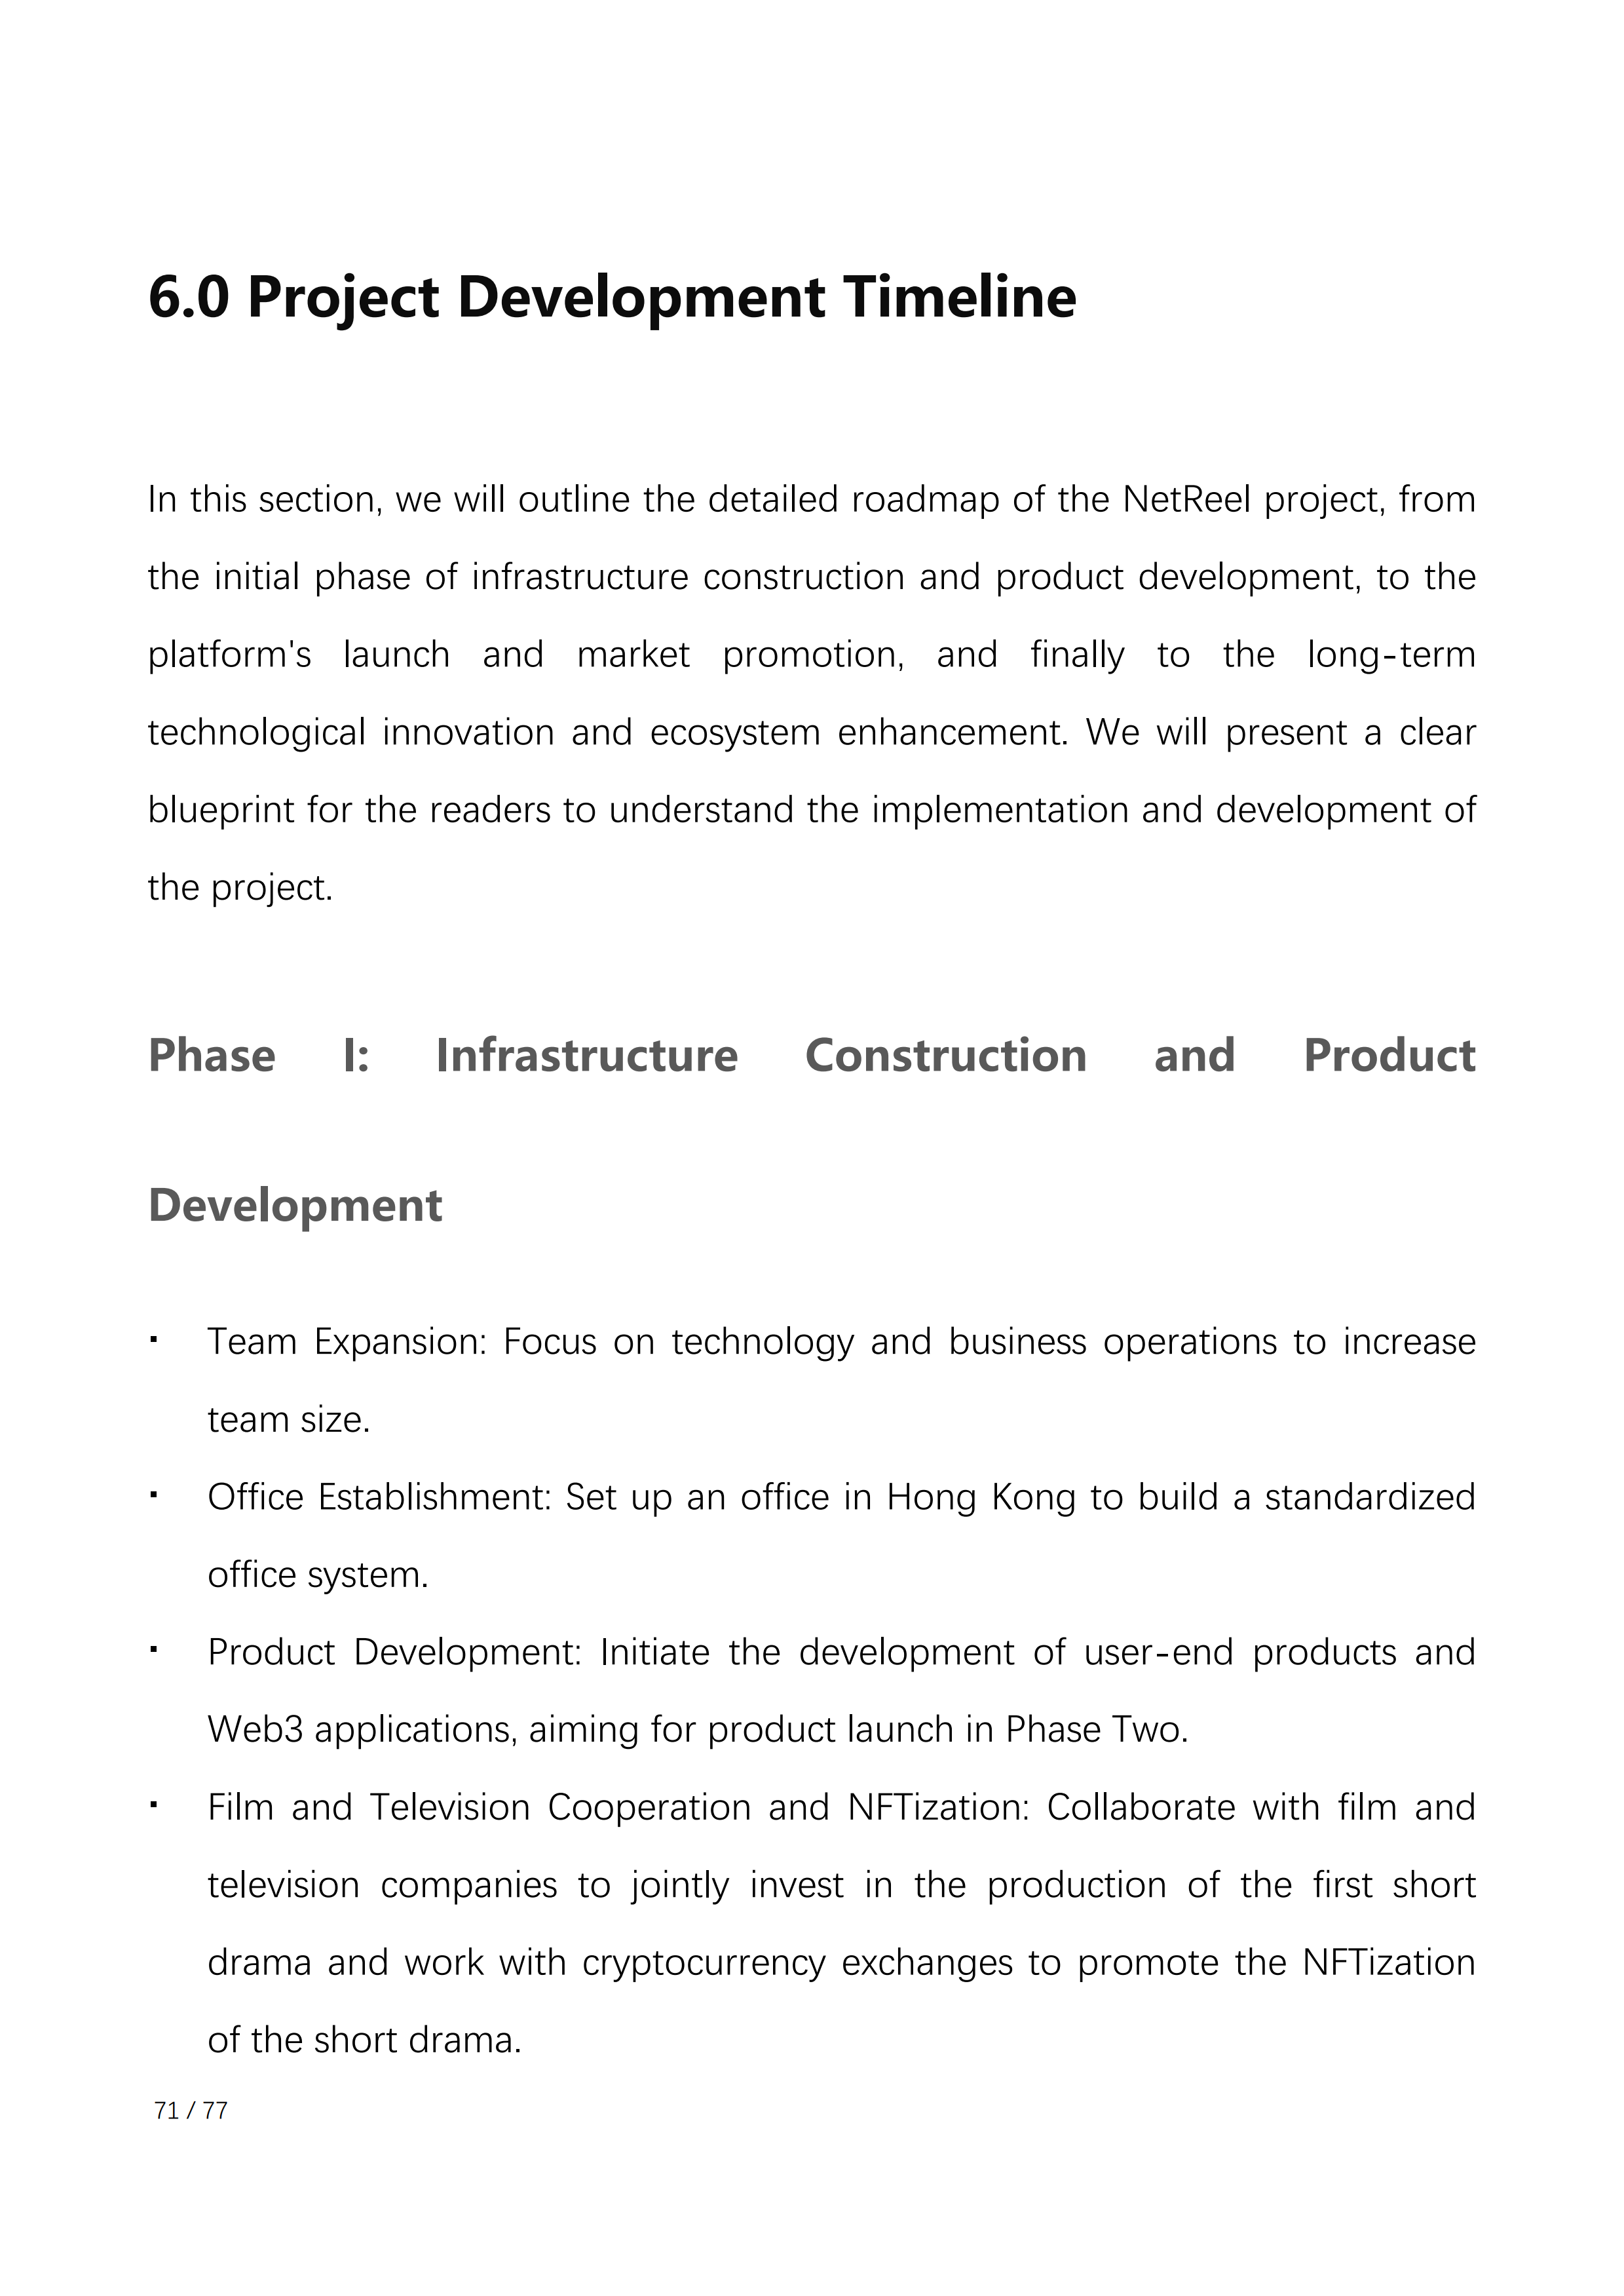 6.0 Project Development Timeline
In this section, we will outline the detailed roadmap of the NetReel project, from
the initial phase of infrastructure construction and product development, to the
platform's launch and market promotion, and finally to the long-term
technological innovation and ecosystem enhancement. We will present a clear
blueprint for the readers to understand the implementation and development of
the project.
Phase I: Infrastructure Construction and Product
Development
▪ Team Expansion: Focus on technology and business operations to increase
team size.
▪ Office Establishment: Set up an office in Hong Kong to build a standardized
office system.
▪ Product Development: Initiate the development of user-end products and
Web3 applications, aiming for product launch in Phase Two.
▪ Film and Television Cooperation and NFTization: Collaborate with film and
television companies to jointly invest in the production of the first short
drama and work with cryptocurrency exchanges to promote the NFTization
of the short drama.
71 / 77